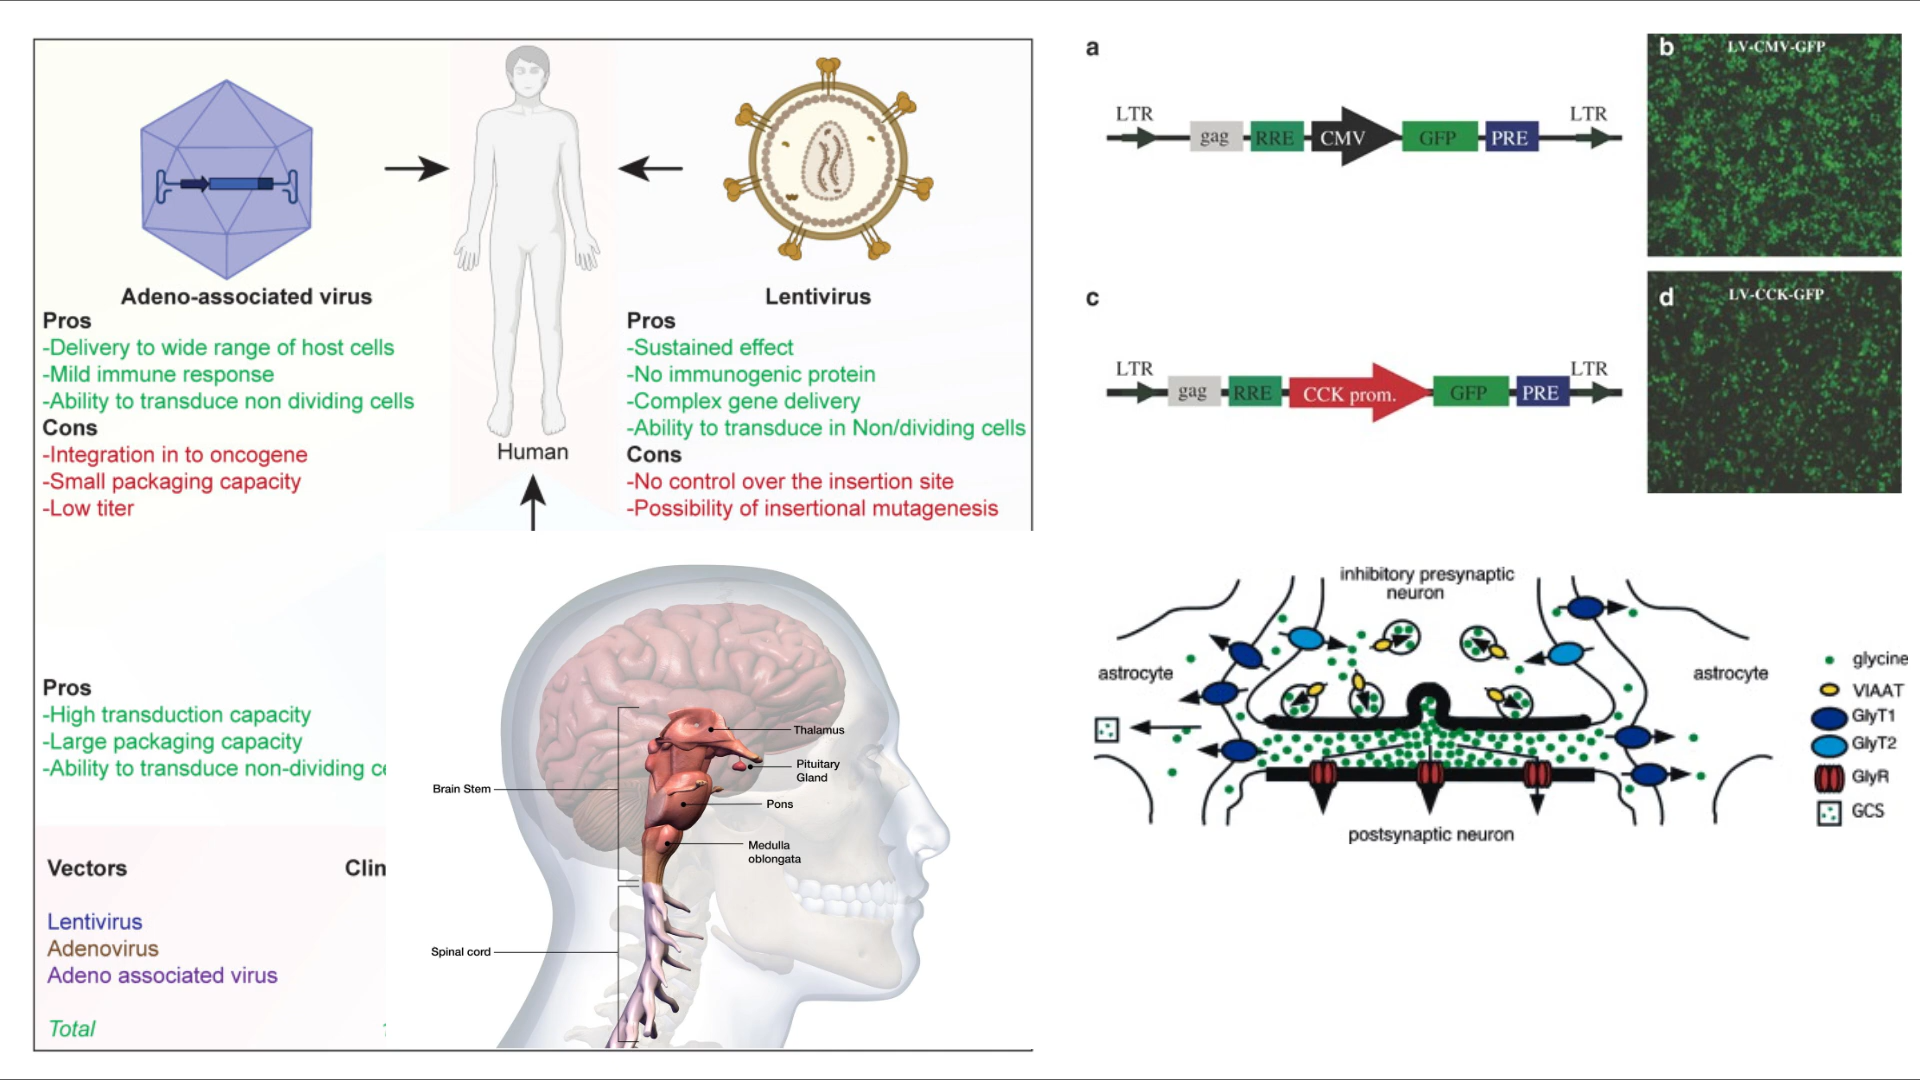 Adeno-associated virus
Pros
-Delivery to wide range of host cells
-Mild immune response
-Ability to transduce non dividing cells
Cons
-Integration in to oncogene
-Small packaging capacity
-Low titer
Human
Lentivirus
Pros
-Sustained effect
-No immunogenic protein
-Complex gene delivery
-Ability to transduce in Non/dividing cells
Cons
-No control over the insertion site
-Possibility of insertional mutagenesis
Pros
-High transduction capacity
-Large packaging capacity
-Ability to transduce non-dividing
Vectors
Clin
Lentivirus
Adenovirus
Adeno associated virus
Total
Thalamus
Pituitary
Gland
Brain Stem
Pons
Medulla
oblongata
Spinal cord
a
LTR
LTR
gag RRE CMV GFP PRE
b
LV-CMV-GFP
c
LTR
LTR
gag RRE CCK prom. GFP PRE
d
LV-CCK-GFP
inhibitory presynaptic
neuron
astrocyte
astrocyte
postsynaptic neuron
glycine
VIAAT
GlyT1
GlyT2
GlyR
GCS